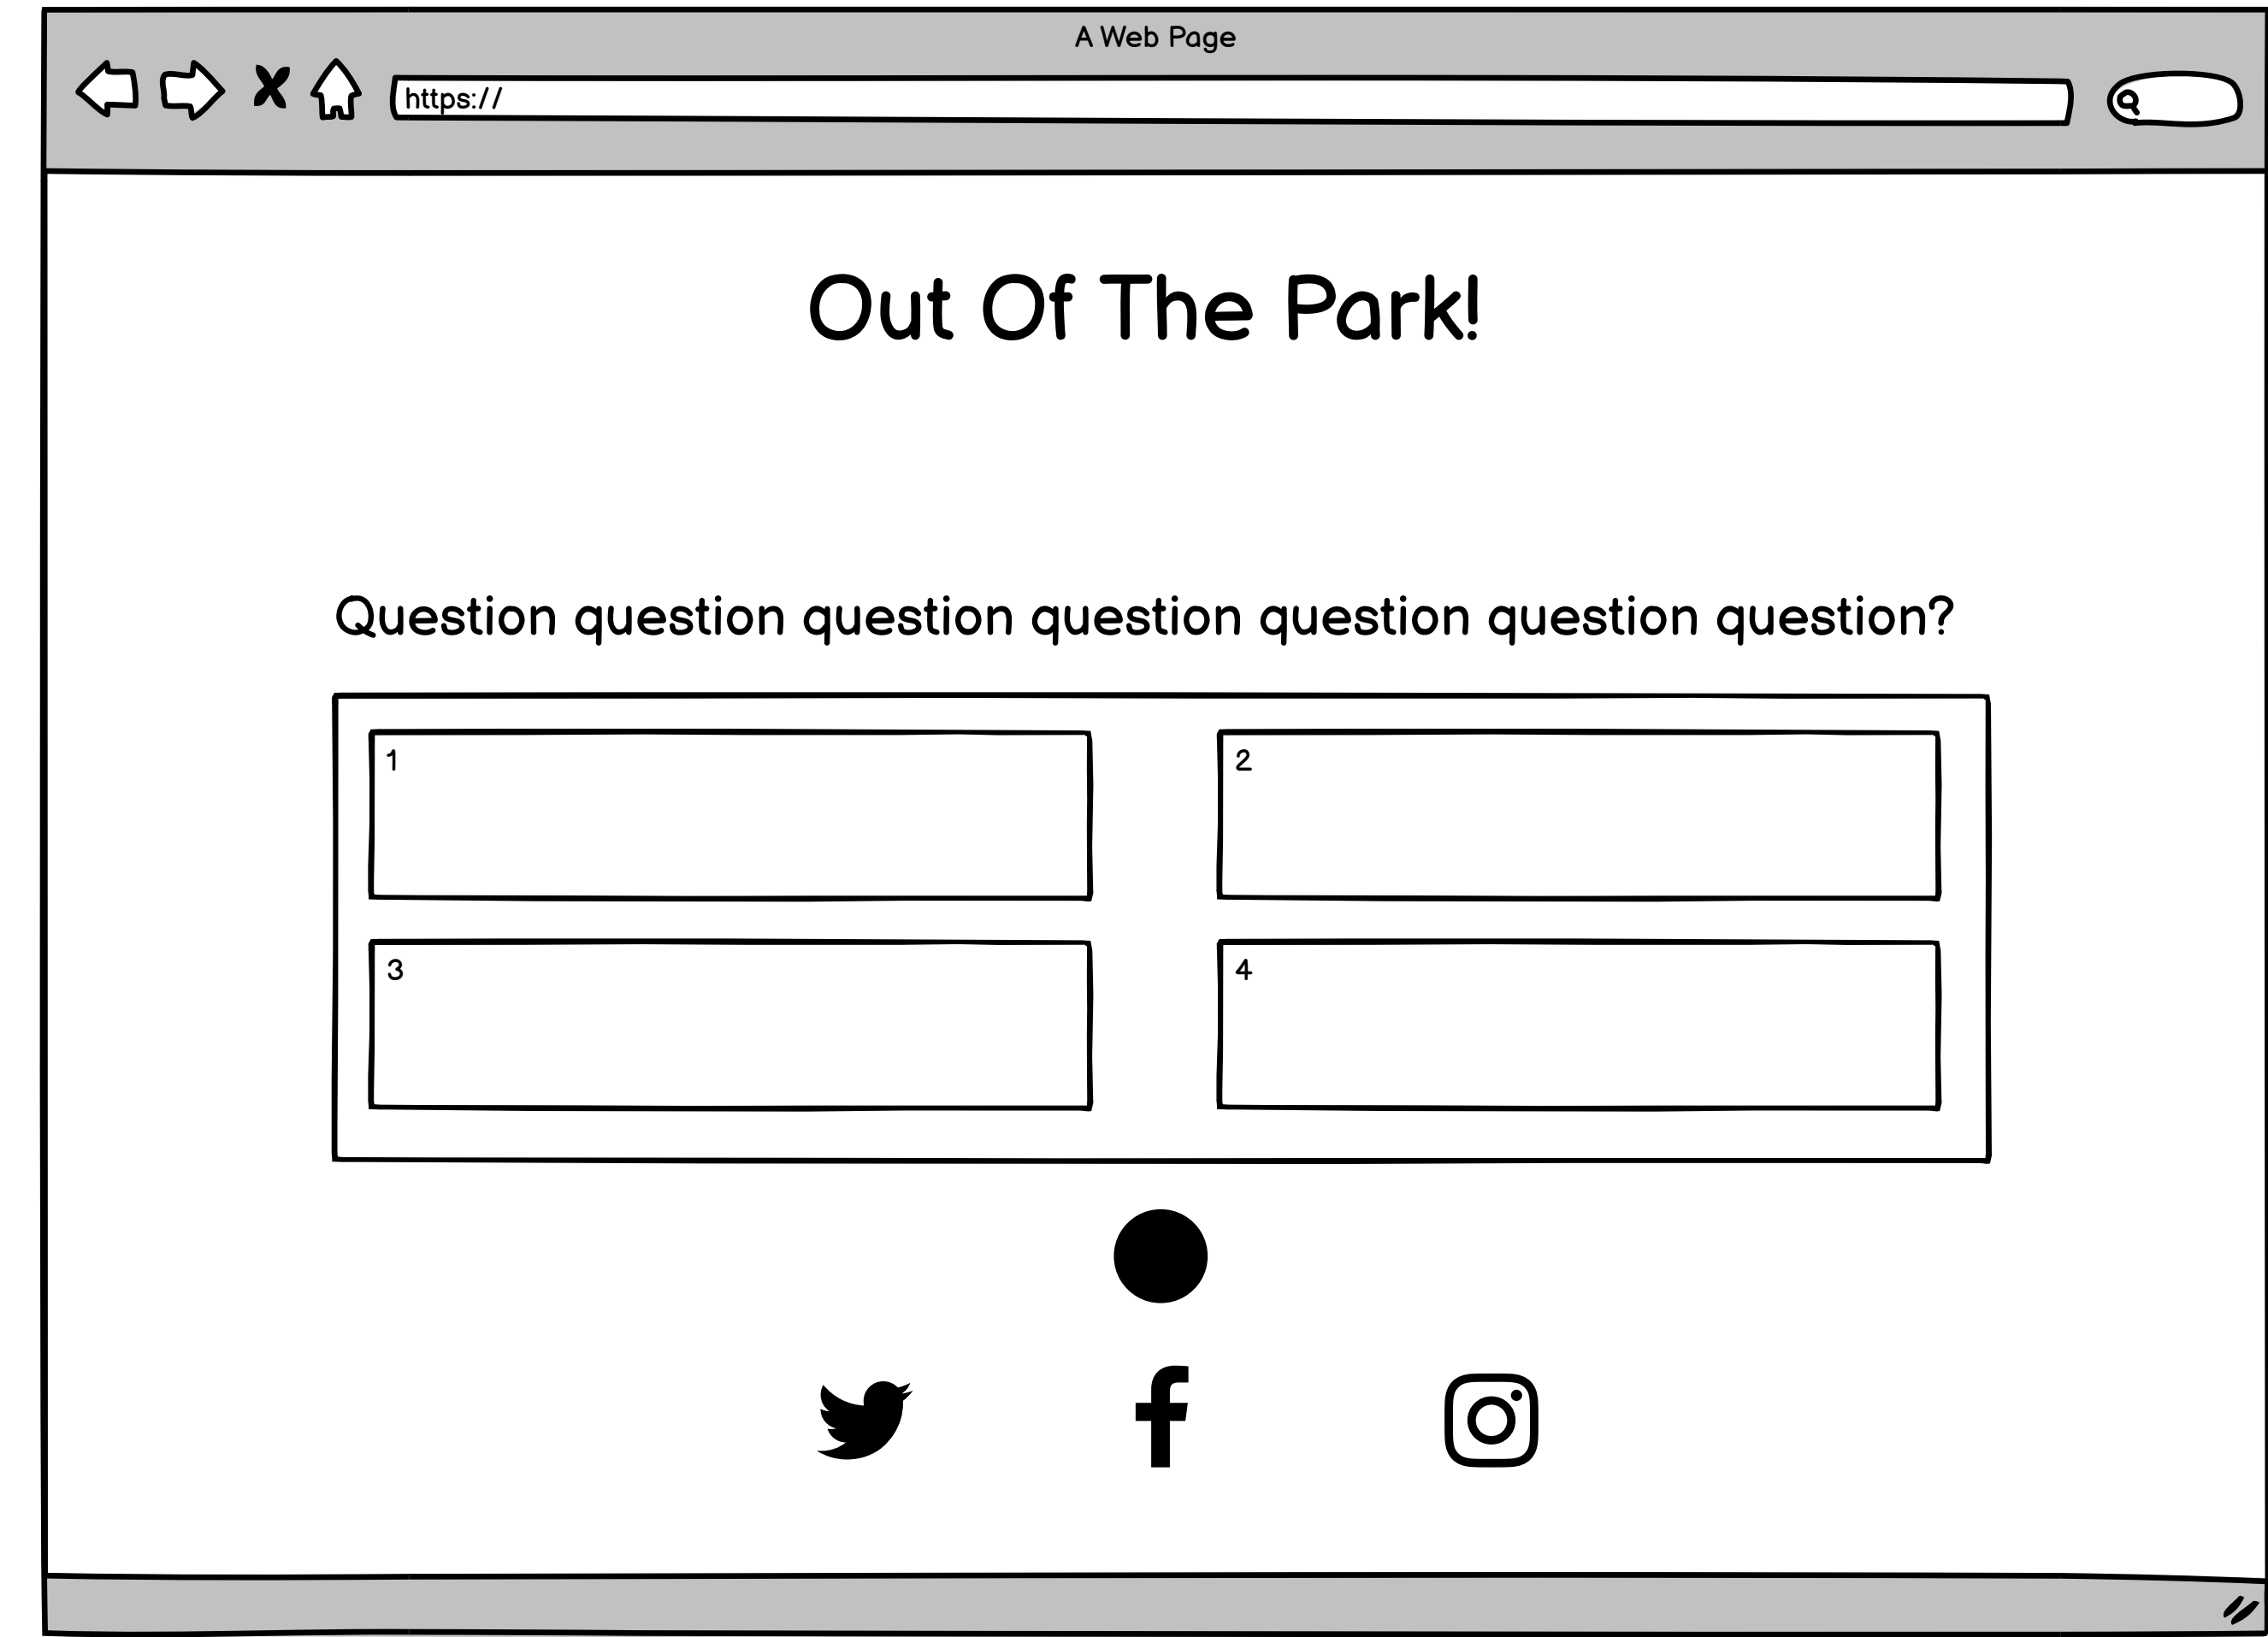 A Web Page
https://
Out Of The Park!
Question question question question question question question?
1
2
3
4